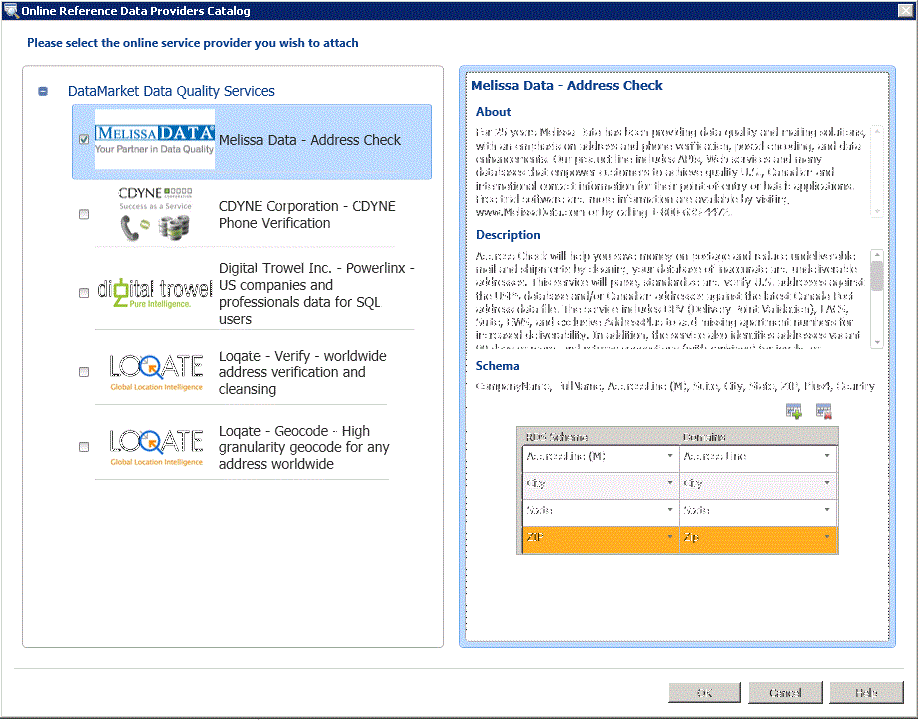 Online Reference Data Providers Catalog
Please select the online service provider you wish to attach
DataMarket Data Quality Services
MELISSA DATA
Your Partner in Data Quality
Melissa Data - Address Check
CDYNE
CORPORATION
Success as a Service
CDYNE Corporation - CDYNE
Phone Verification
digital trowel
Pure Intelligence.
Digital Trowel Inc. - Powerlinx -
US companies and
professionals data for SQL
users
LOQATE
Global Location Intelligence
Loqate - Verify - worldwide
address verification and
cleansing
LOQATE
Global Location Intelligence
Loqate - Geocode - High
granularity geocode for any
address worldwide
Melissa Data - Address Check
About
For 25 years Melissa Data has been providing data quality and mailing solutions,
with an emphasis on address and phone verification, postal encoding, and data
enhancements. Our product line includes APIs, Web services and many
databases that empower customers to achieve quality U.S., Canadian and
international contact information for their point of entry or batch applications.
Free trial software and more information are available by visiting
www.MelissaData.com or by calling 1-800-635-4772.
Description
Address Check will help you save money on postage and reduce undeliverable
mail and shipments by cleaning your database of inaccurate and undeliverable
addresses. This service will parse, standardize and verify U.S. addresses against
the USPS database and/or Canadian addresses against the latest Canada Post
address data file. The service includes DPV (Delivery Point Validation), LACS,
Suite, EWS, and exclusive AddressPlus to add missing apartment numbers for
increased deliverability. In addition, the service also identifies addresses vacant
90 days or more
Schema
CompanyName, FullName, AddressLine (M), Suite, City, State, ZIP, Plus4, Country
RDS Schema Domains
AddressLine (M) Address Line
City City
State State
ZIP Zip
OK Cancel Help